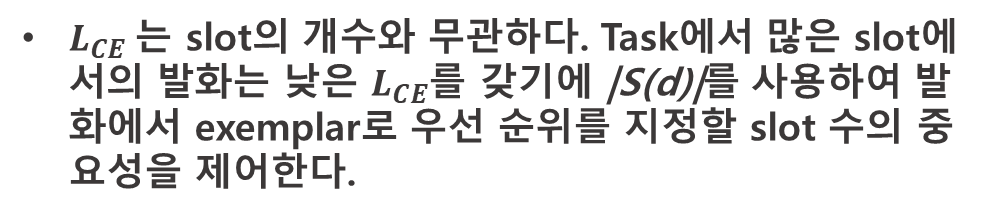 • L_CE 는 slot의 개수와 무관하다. Task에서 많은 slot에
서의 발화는 낮은 L_CE를 갖기에 |S(d)|를 사용하여 발
화에서 exemplar로 우선 순위를 지정할 slot 수의 중
요성을 제어한다.